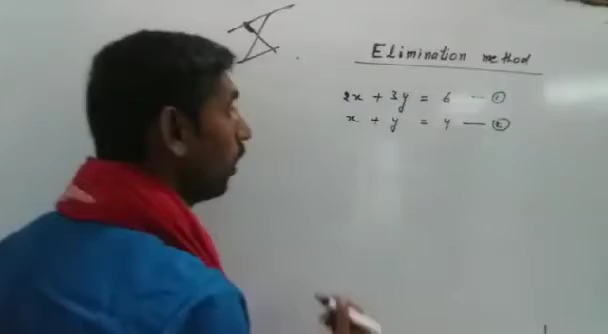 Elimination method
2x + 3y = 6 — ①
x + y = 4 — ②